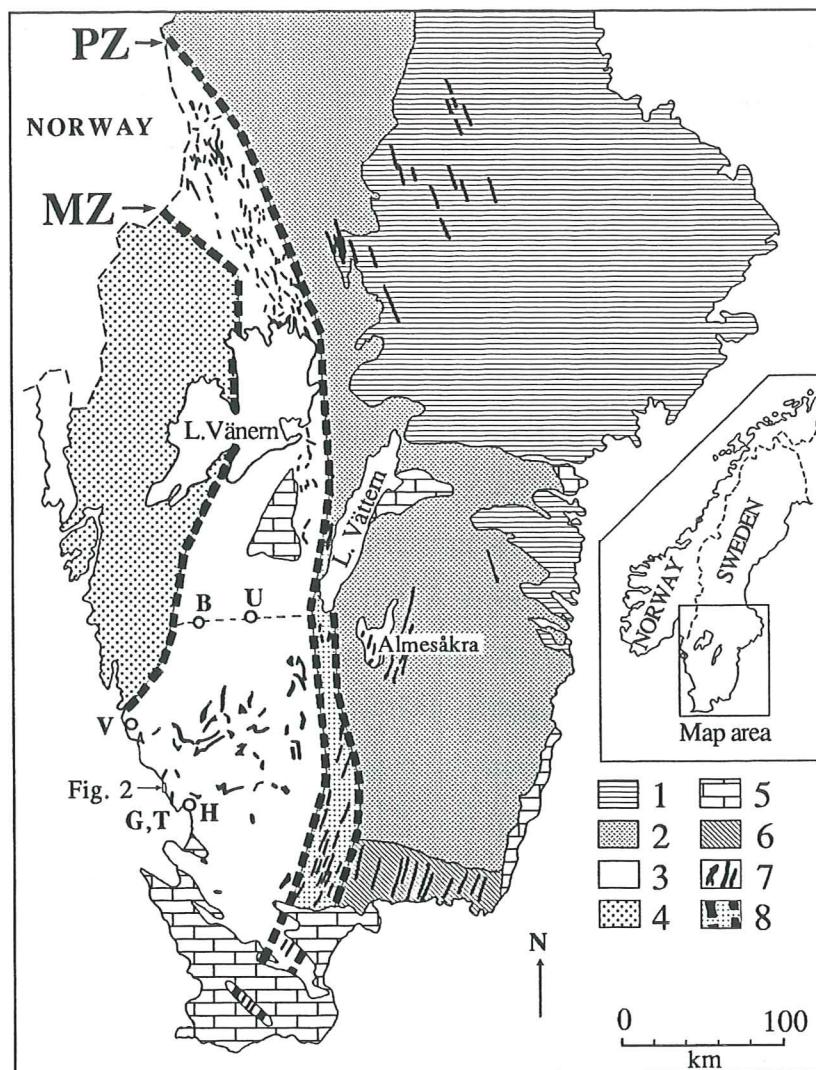 PZ
NORWAY
MZ
L. Vänern
L. Vättern
B
U
Almesåkra
V
Fig. 2
G,T
H
N
NORWAY
SWEDEN
Map area
1
2
3
4
5
6
7
8
0
100
km